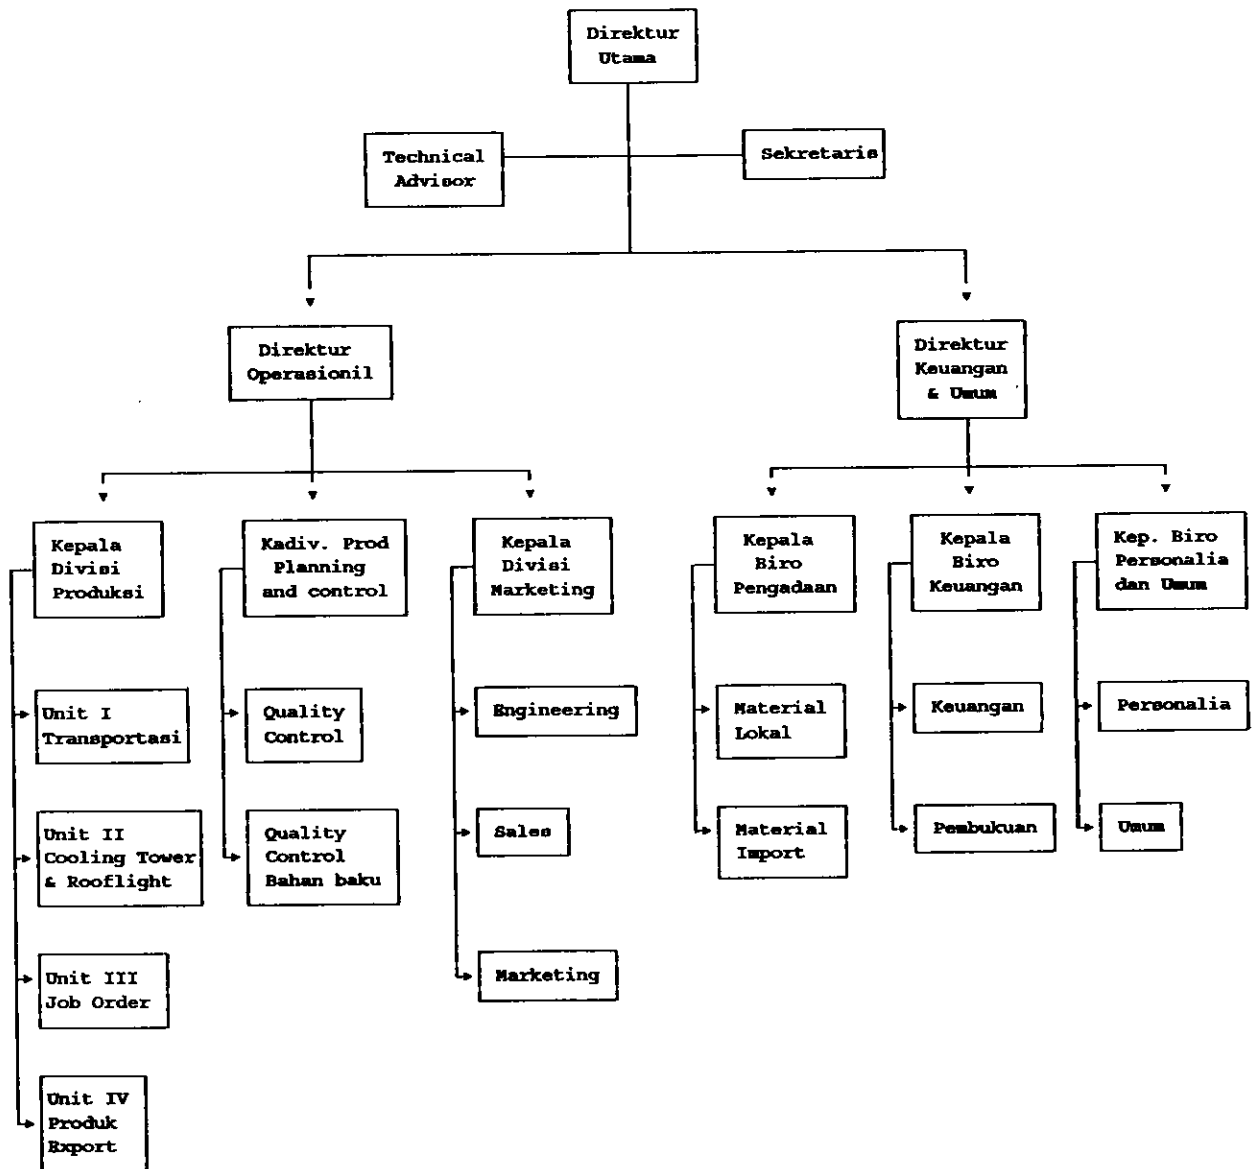 Direktur
Utama
Technical
Advisor
Sekretaris
Direktur
Operasionil
Direktur
Keuangan
& Umum
Kepala
Divisi
Produksi
Kadiv. Prod
Planning
and control
Kepala
Divisi
Marketing
Kepala
Biro
Pengadaan
Kepala
Biro
Keuangan
Kep. Biro
Personalia
dan Umum
Unit I
Transportasi
Quality
Control
Engineering
Material
Lokal
Keuangan
Personalia
Unit II
Cooling Tower
& Rooflight
Quality
Control
Bahan baku
Sales
Material
Import
Pembukuan
Umum
Unit III
Job Order
Marketing
Unit IV
Produk
Export